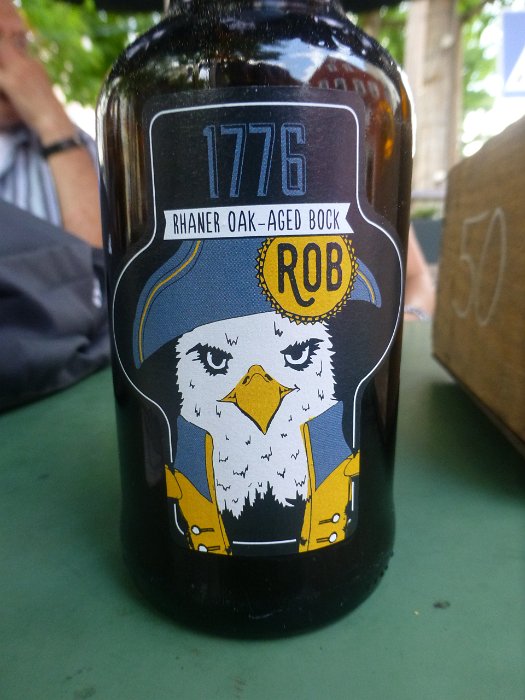 1776
RHANER OAK-AGED BOCK
ROB
50